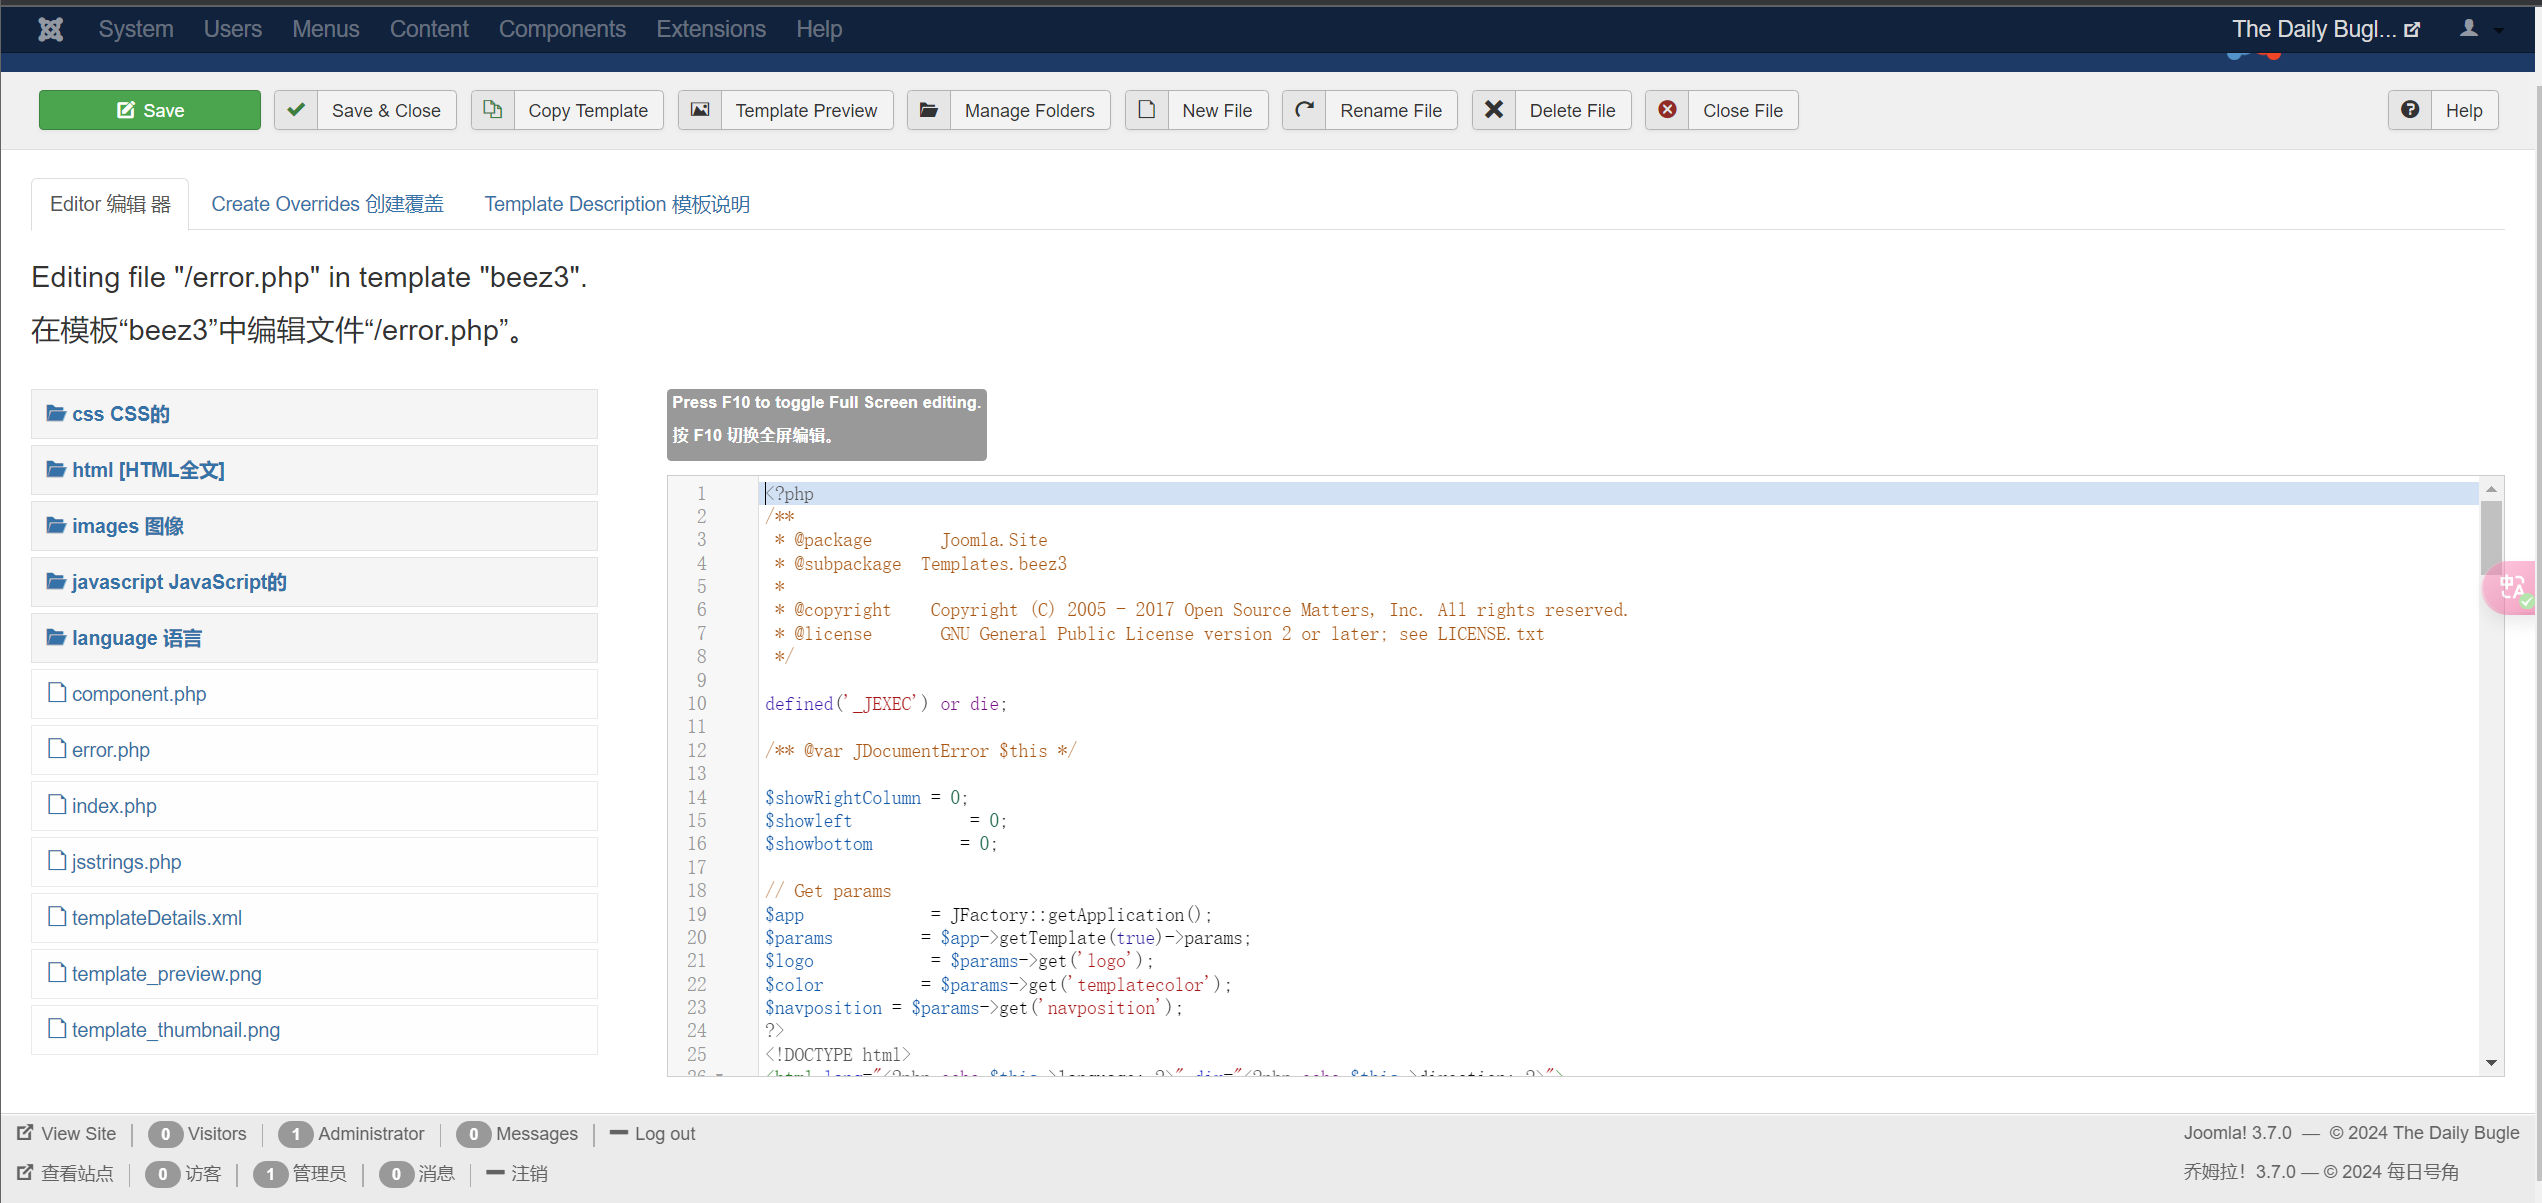 System Users Menus Content Components Extensions Help The Daily Bugl...
Save Save & Close Copy Template Template Preview Manage Folders New File Rename File Delete File Close File Help
Editor 编辑 器 Create Overrides 创建覆盖 Template Description 模板说明
Editing file "/error.php" in template "beez3".
在模板“beez3”中编辑文件“/error.php”。
css CSS的
html [HTML全文]
images 图像
javascript JavaScript的
language 语言
component.php
error.php
index.php
jsstrings.php
templateDetails.xml
template_preview.png
template_thumbnail.png
Press F10 to toggle Full Screen editing.
按 F10 切换全屏编辑。
1 <?php
2 /**
3 * @package Joomla.Site
4 * @subpackage Templates.beez3
5 *
6 * @copyright Copyright (C) 2005 - 2017 Open Source Matters, Inc. All rights reserved.
7 * @license GNU General Public License version 2 or later; see LICENSE.txt
8 */
9
10 defined('_JEXEC') or die;
11
12 /** @var JDocumentError $this */
13
14 $showRightColumn = 0;
15 $showleft = 0;
16 $showbottom = 0;
17
18 // Get params
19 $app = JFactory::getApplication();
20 $params = $app->getTemplate(true)->params;
21 $logo = $params->get('logo');
22 $color = $params->get('templatecolor');
23 $navposition = $params->get('navposition');
24 ?>
25 <!DOCTYPE html>
26 <html lang="<?php echo $this->language; ?>" dir="<?php echo $this->direction; ?>">
中 A
View Site 0 Visitors 1 Administrator 0 Messages Log out Joomla! 3.7.0 — © 2024 The Daily Bugle
查看站点 0 访客 1 管理员 0 消息 注销 乔姆拉！3.7.0 — © 2024 每日号角